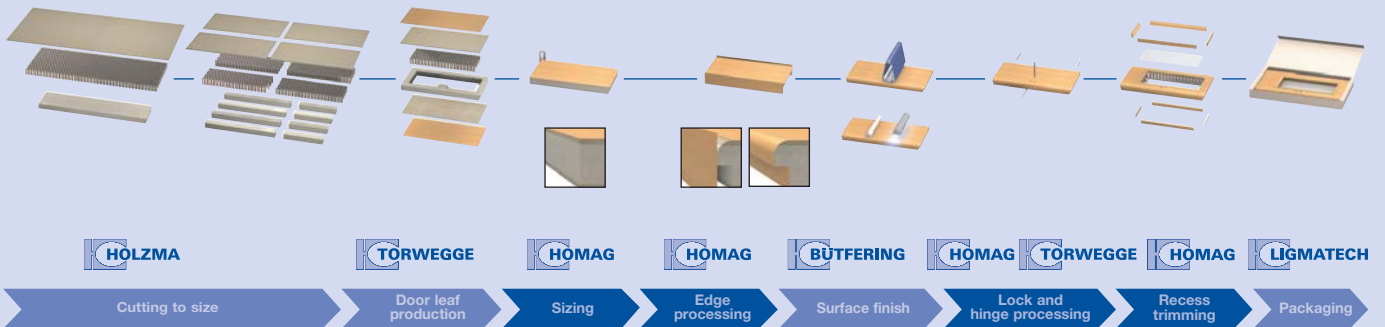 HOLZMA
TORWEGGE
HOMAG
HOMAG
BÜTFERING
HOMAG
TORWEGGE
HOMAG
LIGMATECH
Cutting to size
Door leaf
production
Sizing
Edge
processing
Surface finish
Lock and
hinge processing
Recess
trimming
Packaging